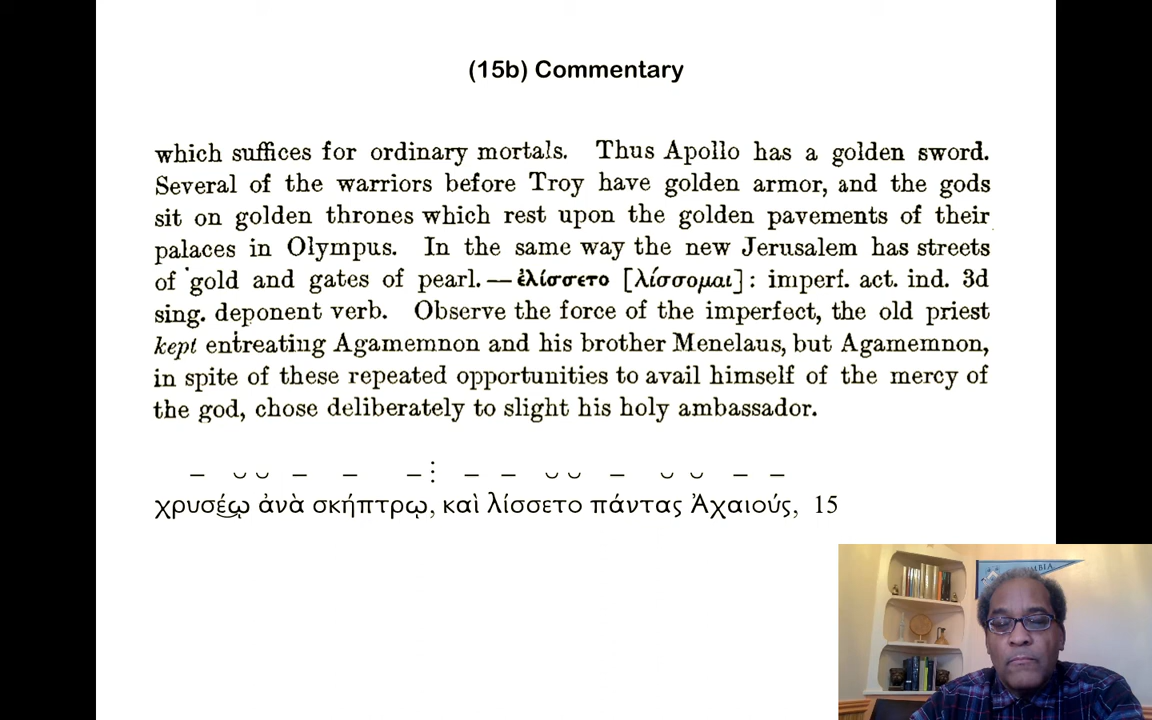 (15b) Commentary
which suffices for ordinary mortals. Thus Apollo has a golden sword.
Several of the warriors before Troy have golden armor, and the gods
sit on golden thrones which rest upon the golden pavements of their
palaces in Olympus. In the same way the new Jerusalem has streets
of gold and gates of pearl. — ἐλίσσετο [λίσσομαι]: imperf. act. ind. 3d
sing. deponent verb. Observe the force of the imperfect, the old priest
kept entreating Agamemnon and his brother Menelaus, but Agamemnon,
in spite of these repeated opportunities to avail himself of the mercy of
the god, chose deliberately to slight his holy ambassador.
– ⏑⏑ – – –⋮ – – ⏑⏑ – ⏑⏑ – –
χρυσέ͜ῳ ἀνὰ σκήπτρῳ, καὶ λίσσετο πάντας Ἀχαιούς, 15